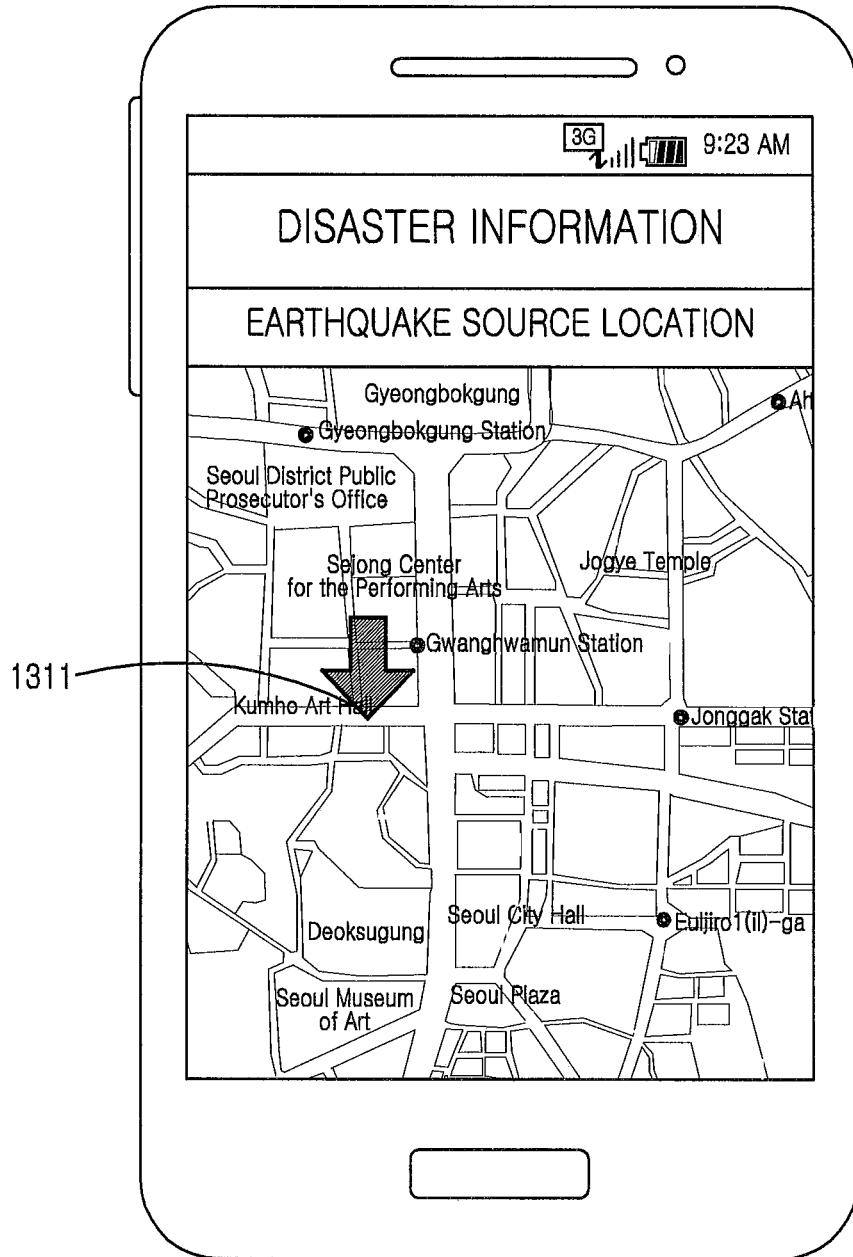 3G 9:23 AM
DISASTER INFORMATION
EARTHQUAKE SOURCE LOCATION
Gyeongbokgung
Ah
Gyeongbokgung Station
Seoul District Public
Prosecutor's Office
Sejong Center
for the Performing Arts
Jogye Temple
Gwanghwamun Station
1311
Kumho Art Hall
Jonggak Stat
Seoul City Hall
Euljiro1(il)-ga
Deoksugung
Seoul Museum
of Art
Seoul Plaza